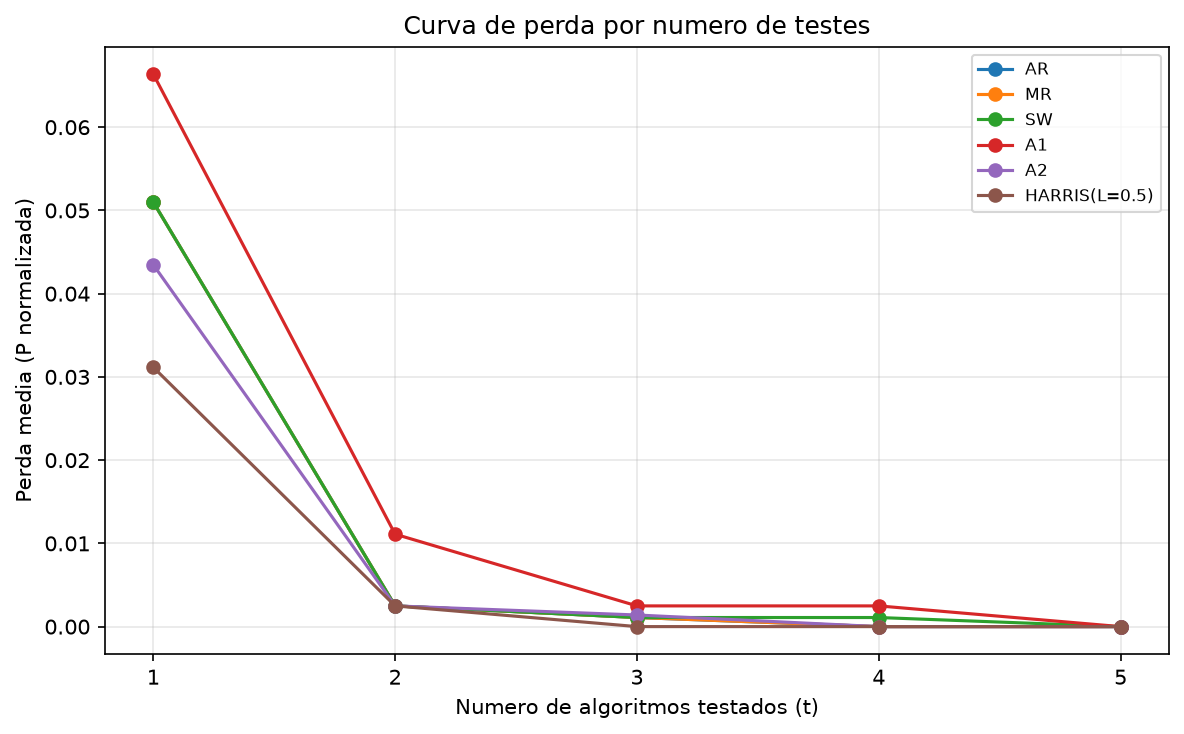 Curva de perda por numero de testes
AR
MR
SW
A1
A2
HARRIS(L=0.5)
Perda media (P normalizada)
0.06
0.05
0.04
0.03
0.02
0.01
0.00
1 2 3 4 5
Numero de algoritmos testados (t)